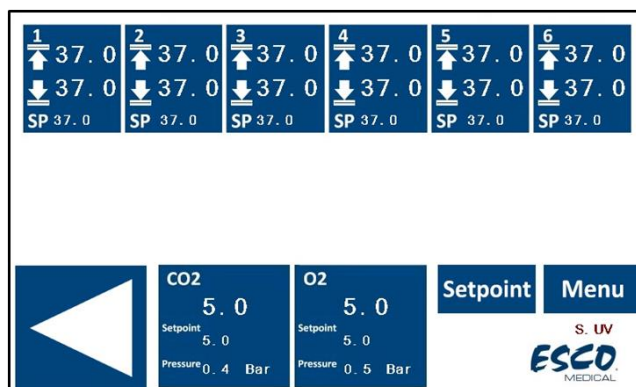 1 2 3 4 5 6
37.0 37.0 37.0 37.0 37.0 37.0
37.0 37.0 37.0 37.0 37.0 37.0
SP 37.0 SP 37.0 SP 37.0 SP 37.0 SP 37.0 SP 37.0
CO2
5.0
Setpoint
5.0
Pressure 0.4 Bar
O2
5.0
Setpoint
5.0
Pressure 0.5 Bar
Setpoint
Menu
S. UV
ESCO
MEDICAL